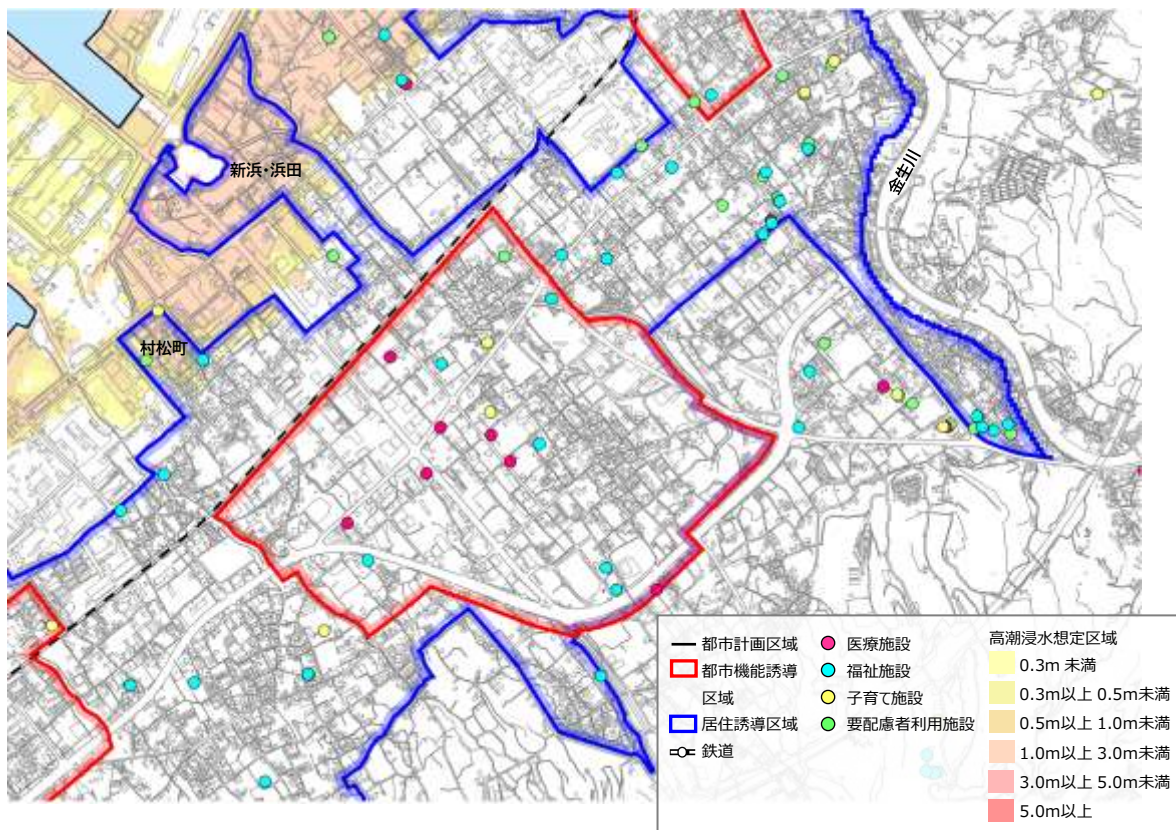 新浜・浜田
金生川
村松町
都市計画区域
都市機能誘導
区域
居住誘導区域
鉄道
医療施設
福祉施設
子育て施設
要配慮者利用施設
高潮浸水想定区域
0.3m 未満
0.3m以上 0.5m未満
0.5m以上 1.0m未満
1.0m以上 3.0m未満
3.0m以上 5.0m未満
5.0m以上